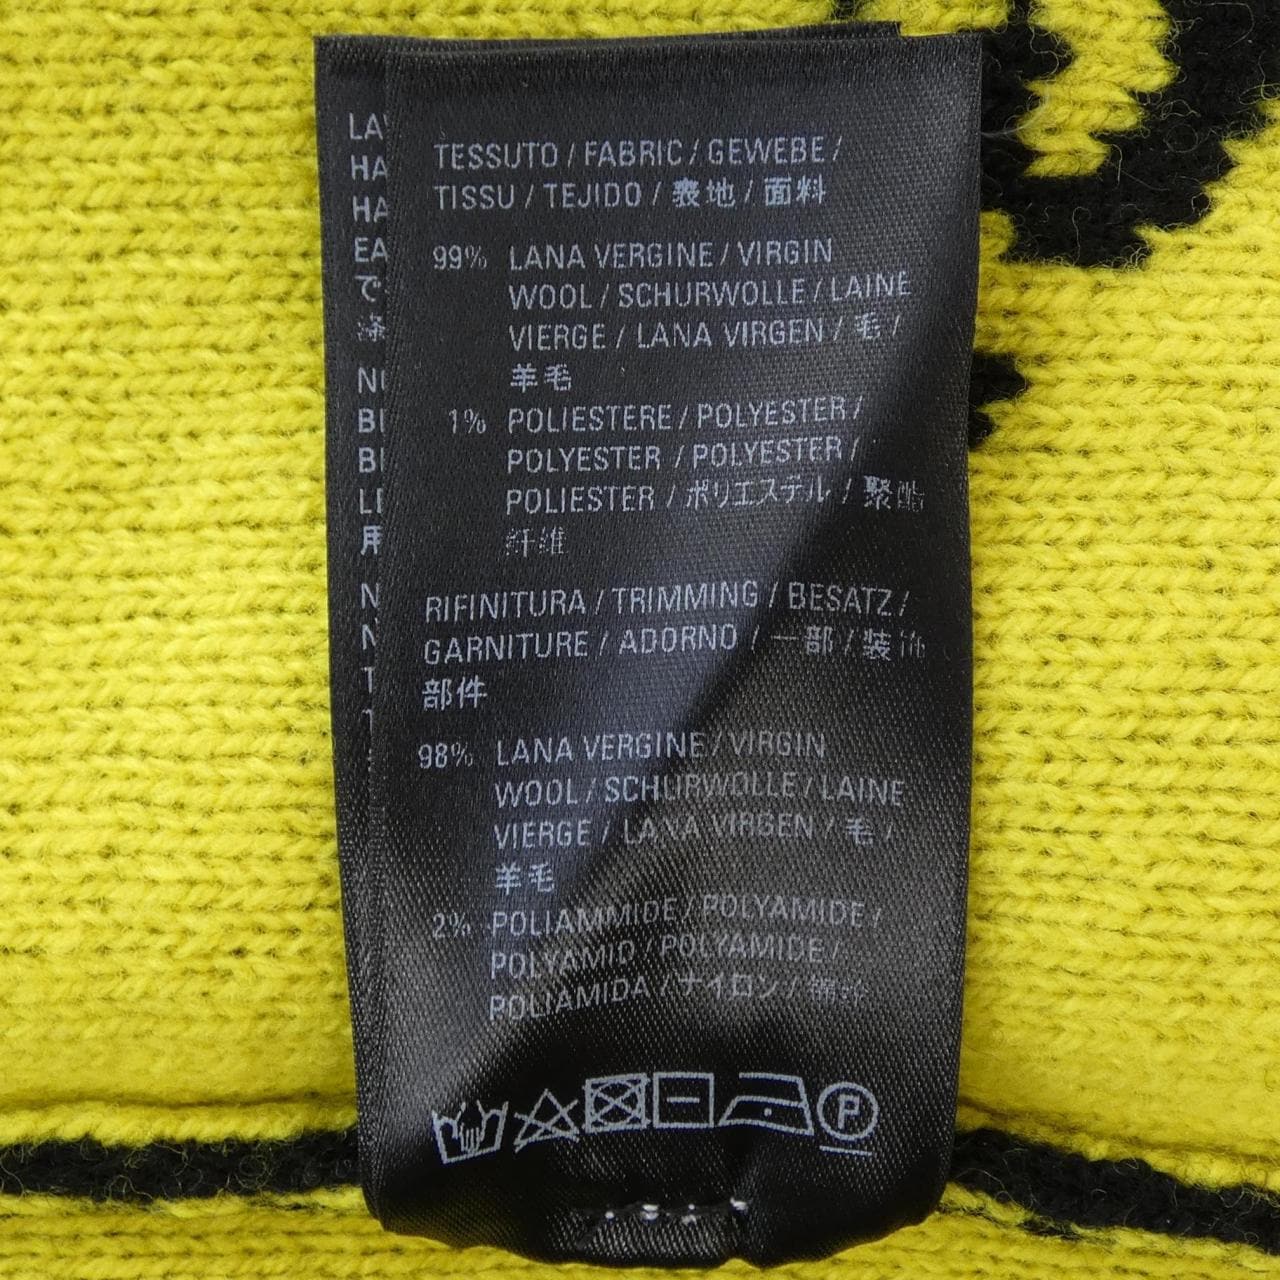 TESSUTO / FABRIC / GEWEBE /
TISSU / TEJIDO / 表地 / 面料
99% LANA VERGINE / VIRGIN
WOOL / SCHURWOLLE / LAINE
VIERGE / LANA VIRGEN / 毛 /
羊毛
1% POLIESTERE / POLYESTER /
POLYESTER / POLYESTER /
POLIESTER / ポリエステル / 聚酯
纤维
RIFINITURA / TRIMMING / BESATZ /
GARNITURE / ADORNO / 一部 / 装饰
部件
98% LANA VERGINE / VIRGIN
WOOL / SCHURWOLLE / LAINE
VIERGE / LANA VIRGEN / 毛 /
羊毛
2% POLIAMMIDE / POLYAMIDE /
POLYAMID / POLYAMIDE /
POLIAMIDA / ナイロン /
P